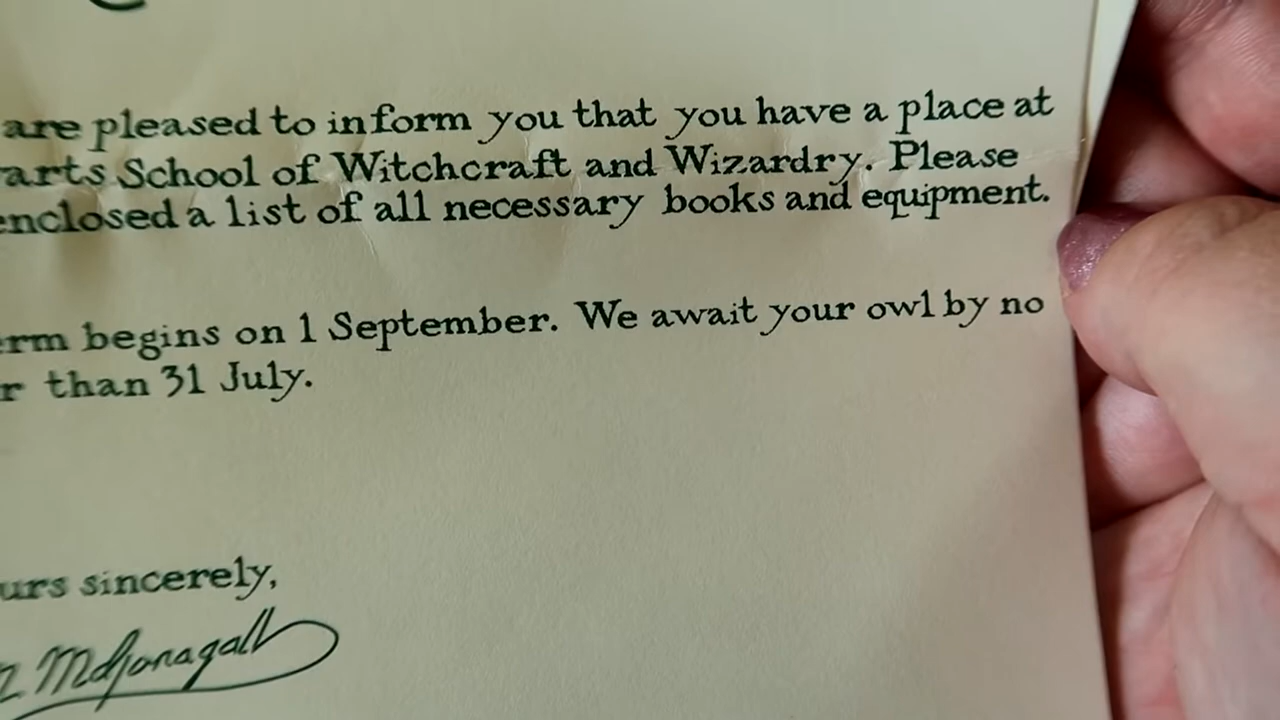 are pleased to inform you that you have a place at
arts School of Witchcraft and Wizardry. Please
enclosed a list of all necessary books and equipment.
rm begins on 1 September. We await your owl by no
r than 31 July.
urs sincerely,
McGonagall